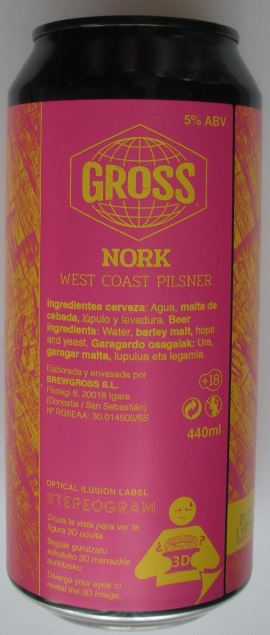 5% ABV
GROSS
NORK
WEST COAST PILSNER
Ingredientes cerveza: Agua, malta de
cebada, lúpulo y levadura. Beer
Ingredients: Water, barley malt, hops
and yeast. Garagardo osagaiak: Ura,
garagar malta, lupulua eta legamia.
Elaborada y envasada por
BREWGROSS S.L.
20018 Igara
(Donostia / San Sebastián)
Nº RGSEAA: 30.014505/SS
+18
440ml
OPTICAL ILUSION LABEL
STEREOGRAM
Cruza la vista para ver la
figura 3D oculta.
Begiak gurutzatu
ezkutuko 3D marrazkia
aurkitzeko.
Diverge your eyes to
reveal the 3D image.
¿
?
3D